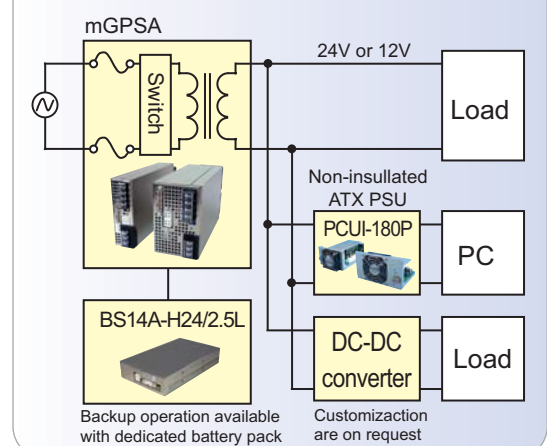 mGPSA
Switch
24V or 12V
Load
Non-insullated
ATX PSU
PCUI-180P
PC
BS14A-H24/2.5L
DC-DC
converter
Load
Backup operation available
with dedicated battery pack
Customizaction
are on request